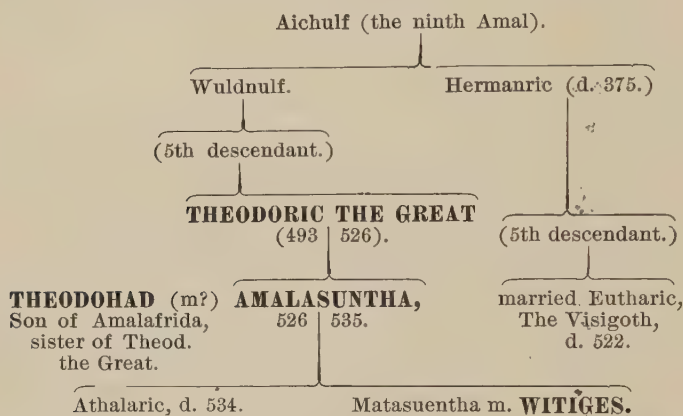 Aichulf (the ninth Amal).
Wuldnulf. Hermanric (d. 375.)
(5th descendant.)
THEODORIC THE GREAT
(493 526).
(5th descendant.)
THEODOHAD (m?) AMALASUNTHA, married Eutharic,
Son of Amalafrida, 526 535. The Visigoth,
sister of Theod. d. 522.
the Great.
Athalaric, d. 534. Matasuentha m. WITIGES.